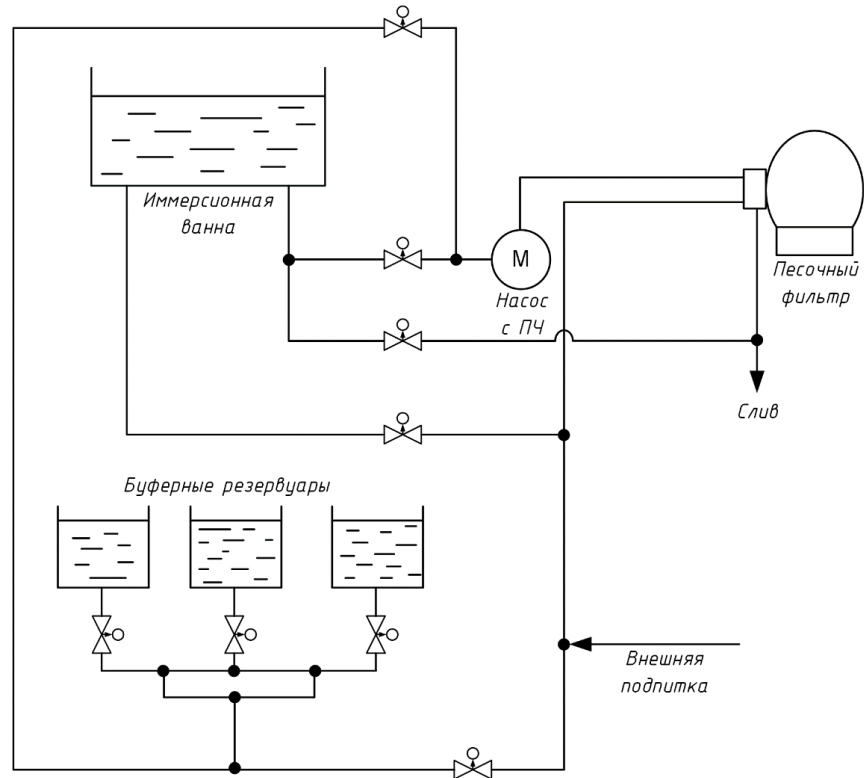 Иммерсионная
ванна
М
Насос
с ПЧ
Песочный
фильтр
Слив
Буферные резервуары
Внешняя
подпитка